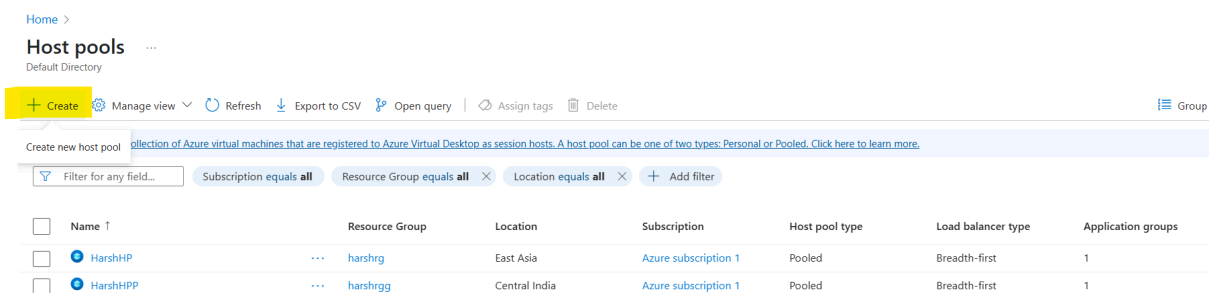 Home >
Host pools ...
Default Directory
+ Create Manage view Refresh Export to CSV Open query Assign tags Delete Group
Create new host pool
ollection of Azure virtual machines that are registered to Azure Virtual Desktop as session hosts. A host pool can be one of two types: Personal or Pooled. Click here to learn more.
Filter for any field... Subscription equals all Resource Group equals all × Location equals all × + Add filter
Name ↑ Resource Group Location Subscription Host pool type Load balancer type Application groups
HarshHP ... harshrg East Asia Azure subscription 1 Pooled Breadth-first 1
HarshHPP ... harshrgg Central India Azure subscription 1 Pooled Breadth-first 1